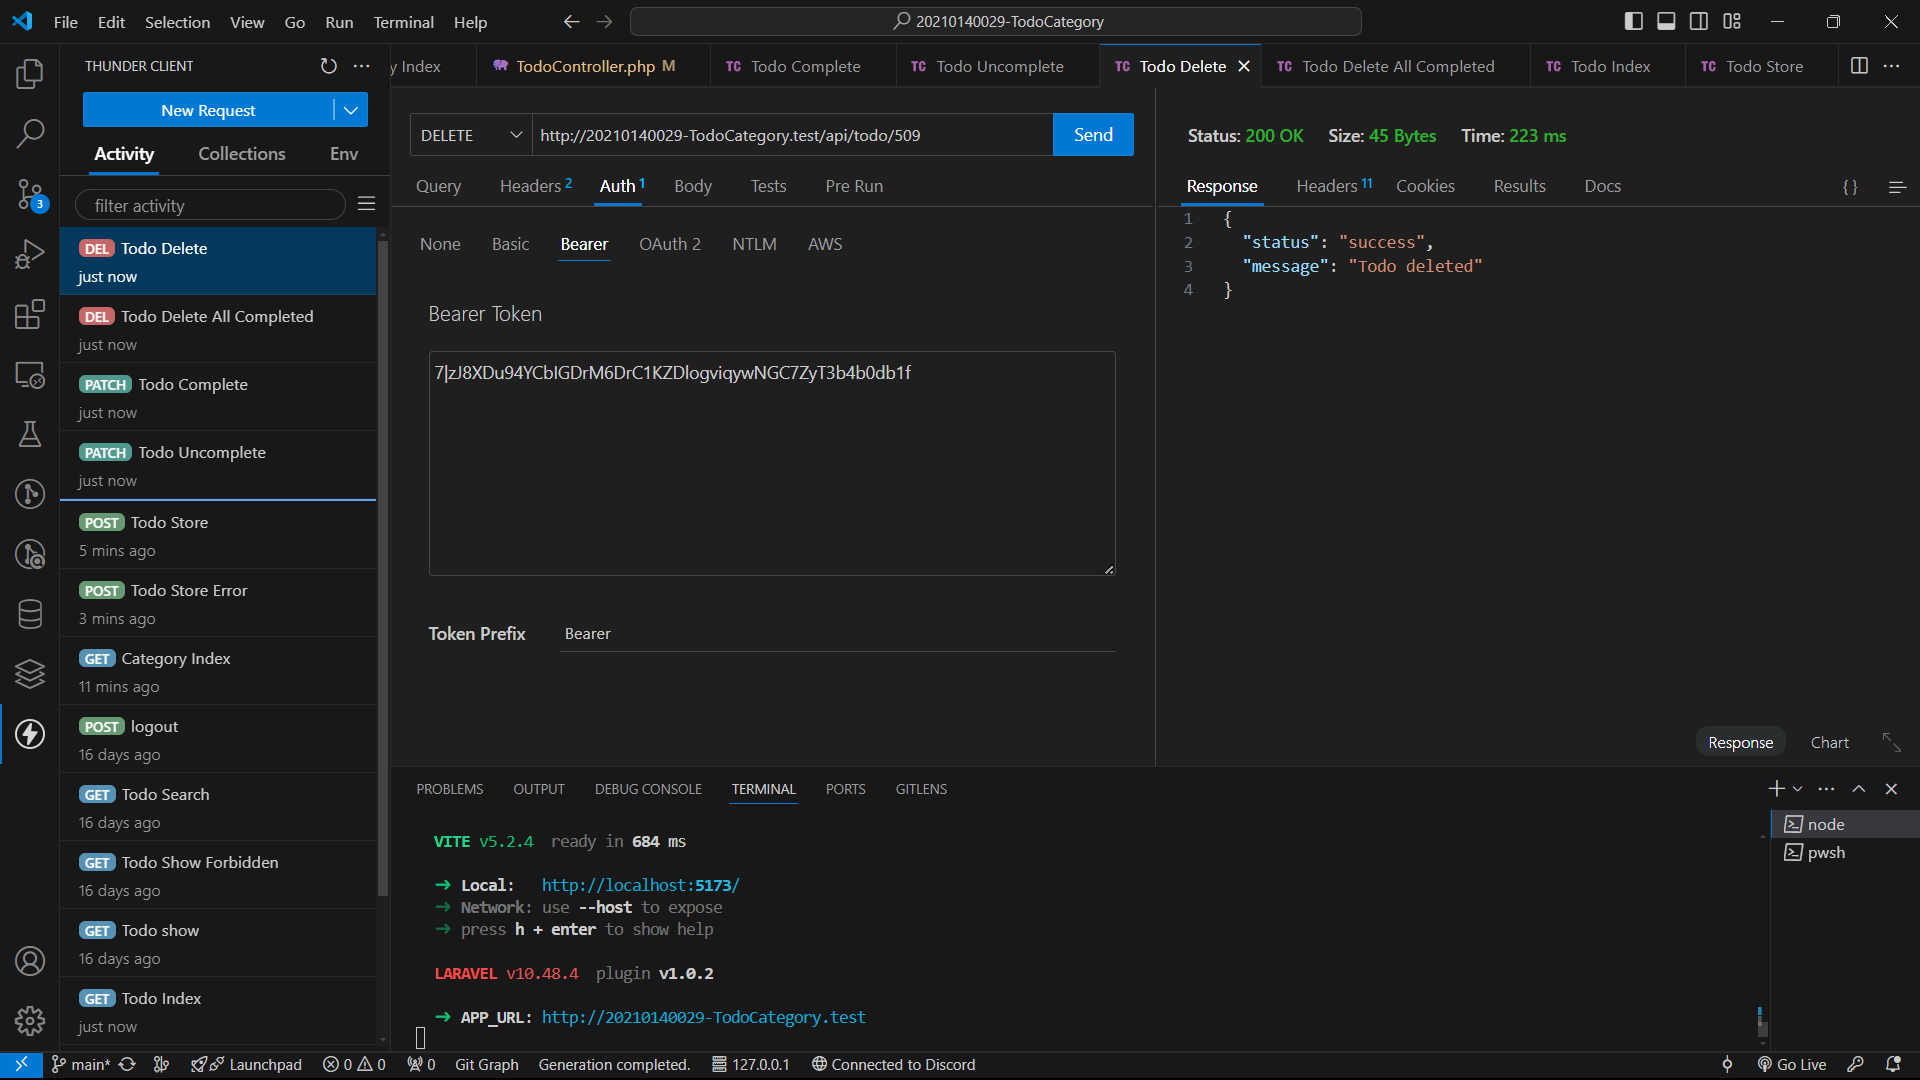 File Edit Selection View Go Run Terminal Help
20210140029-TodoCategory
THUNDER CLIENT
New Request
Activity Collections Env
filter activity
DEL Todo Delete
just now
DEL Todo Delete All Completed
just now
PATCH Todo Complete
just now
PATCH Todo Uncomplete
just now
POST Todo Store
5 mins ago
POST Todo Store Error
3 mins ago
GET Category Index
11 mins ago
POST logout
16 days ago
GET Todo Search
16 days ago
GET Todo Show Forbidden
16 days ago
GET Todo show
16 days ago
GET Todo Index
just now
3
y Index TodoController.php M TC Todo Complete TC Todo Uncomplete TC Todo Delete TC Todo Delete All Completed TC Todo Index TC Todo Store
DELETE http://20210140029-TodoCategory.test/api/todo/509 Send
Query Headers 2 Auth 1 Body Tests Pre Run
None Basic Bearer OAuth 2 NTLM AWS
Bearer Token
7|zJ8XDu94YCbIGDrM6DrC1KZDlogviqywNGC7ZyT3b4b0db1f
Token Prefix Bearer
Status: 200 OK Size: 45 Bytes Time: 223 ms
Response Headers 11 Cookies Results Docs {}
1 {
2 "status": "success",
3 "message": "Todo deleted"
4 }
Response Chart
PROBLEMS OUTPUT DEBUG CONSOLE TERMINAL PORTS GITLENS
VITE v5.2.4 ready in 684 ms
➜ Local: http://localhost:5173/
➜ Network: use --host to expose
➜ press h + enter to show help
LARAVEL v10.48.4 plugin v1.0.2
➜ APP_URL: http://20210140029-TodoCategory.test
node
pwsh
main* Launchpad 0 0 0 Git Graph Generation completed. 127.0.0.1 Connected to Discord Go Live